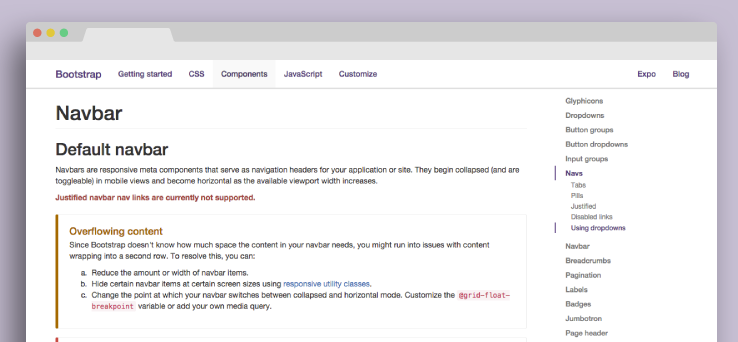 Bootstrap Getting started CSS Components JavaScript Customize Expo Blog
Navbar
Default navbar
Navbars are responsive meta components that serve as navigation headers for your application or site. They begin collapsed (and are
toggleable) in mobile views and become horizontal as the available viewport width increases.
Justified navbar nav links are currently not supported.
Overflowing content
Since Bootstrap doesn't know how much space the content in your navbar needs, you might run into issues with content
wrapping into a second row. To resolve this, you can:
a. Reduce the amount or width of navbar items.
b. Hide certain navbar items at certain screen sizes using responsive utility classes.
c. Change the point at which your navbar switches between collapsed and horizontal mode. Customize the @grid-float-
breakpoint variable or add your own media query.
Glyphicons
Dropdowns
Button groups
Button dropdowns
Input groups
Navs
Tabs
Pills
Justified
Disabled links
Using dropdowns
Navbar
Breadcrumbs
Pagination
Labels
Badges
Jumbotron
Page header